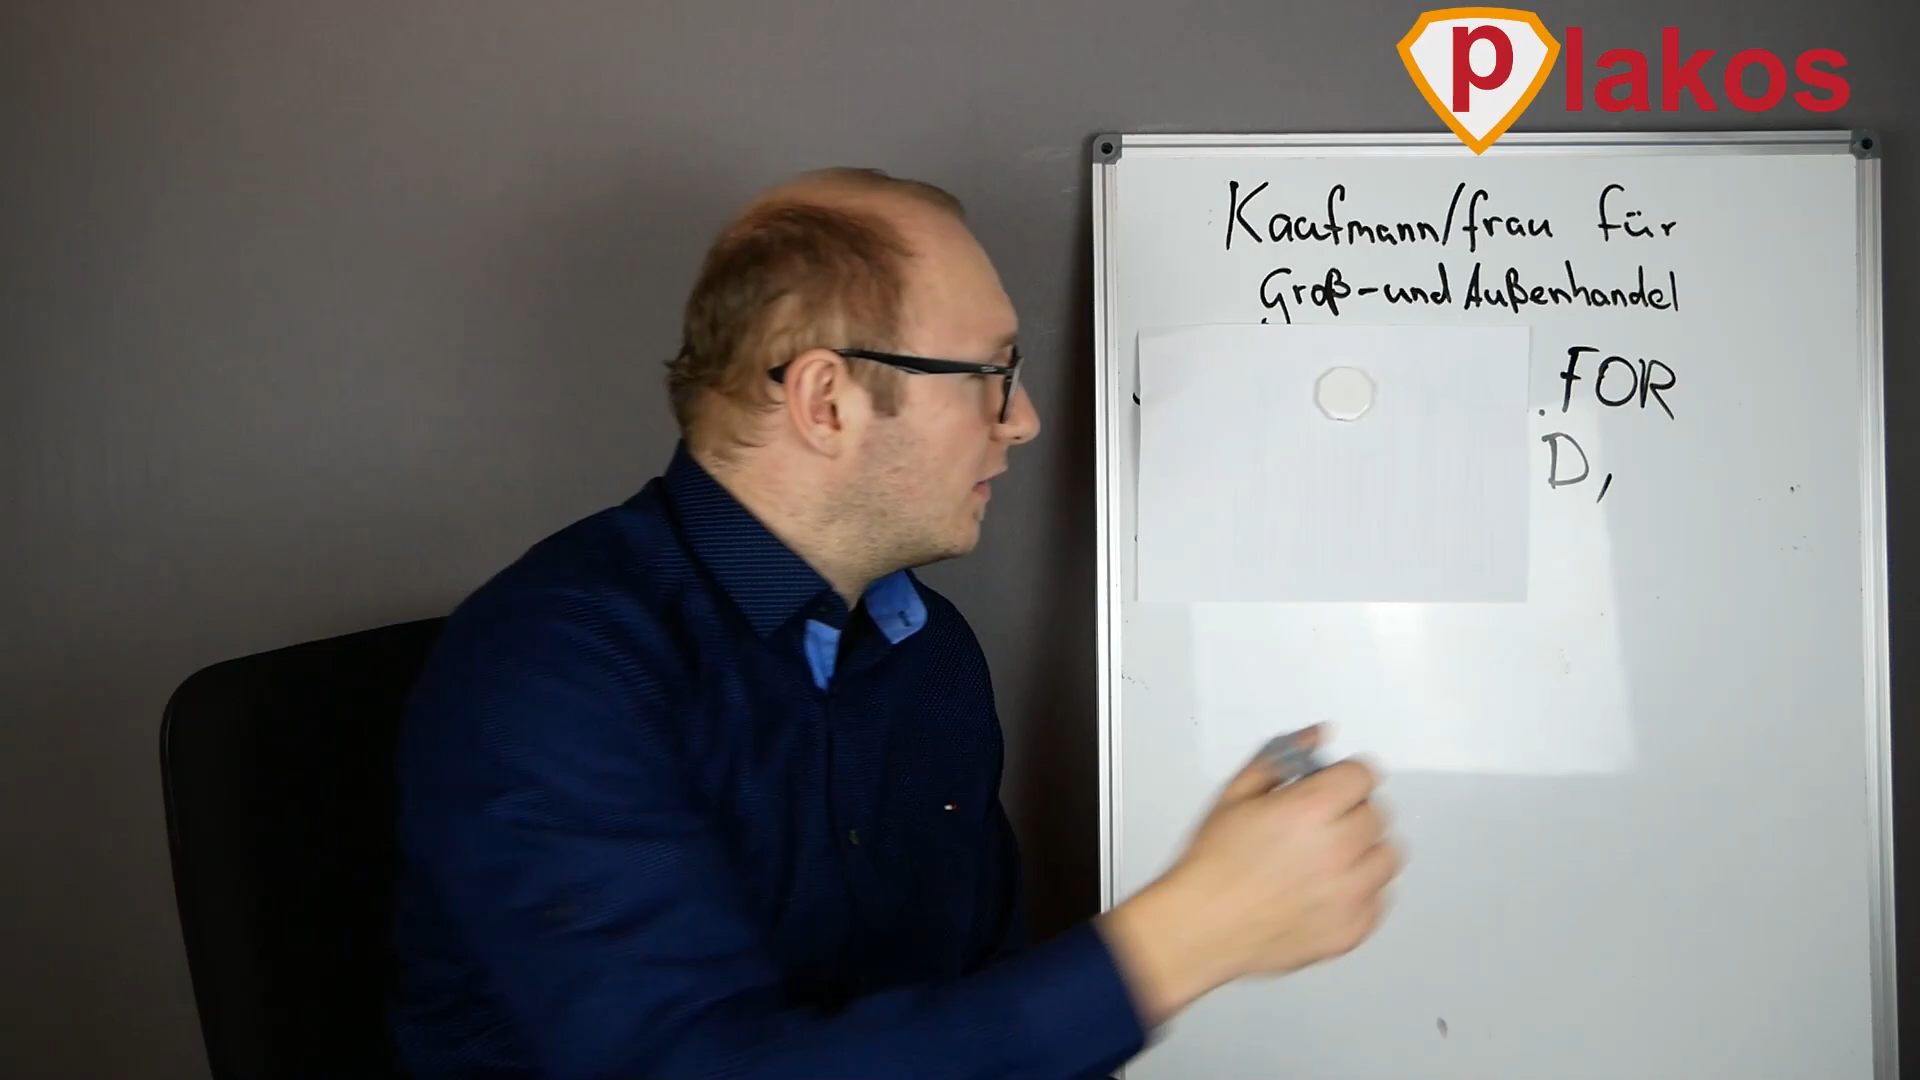 plakos
Kaufmann/frau für
Groß-und Außenhandel
.FOR
D,